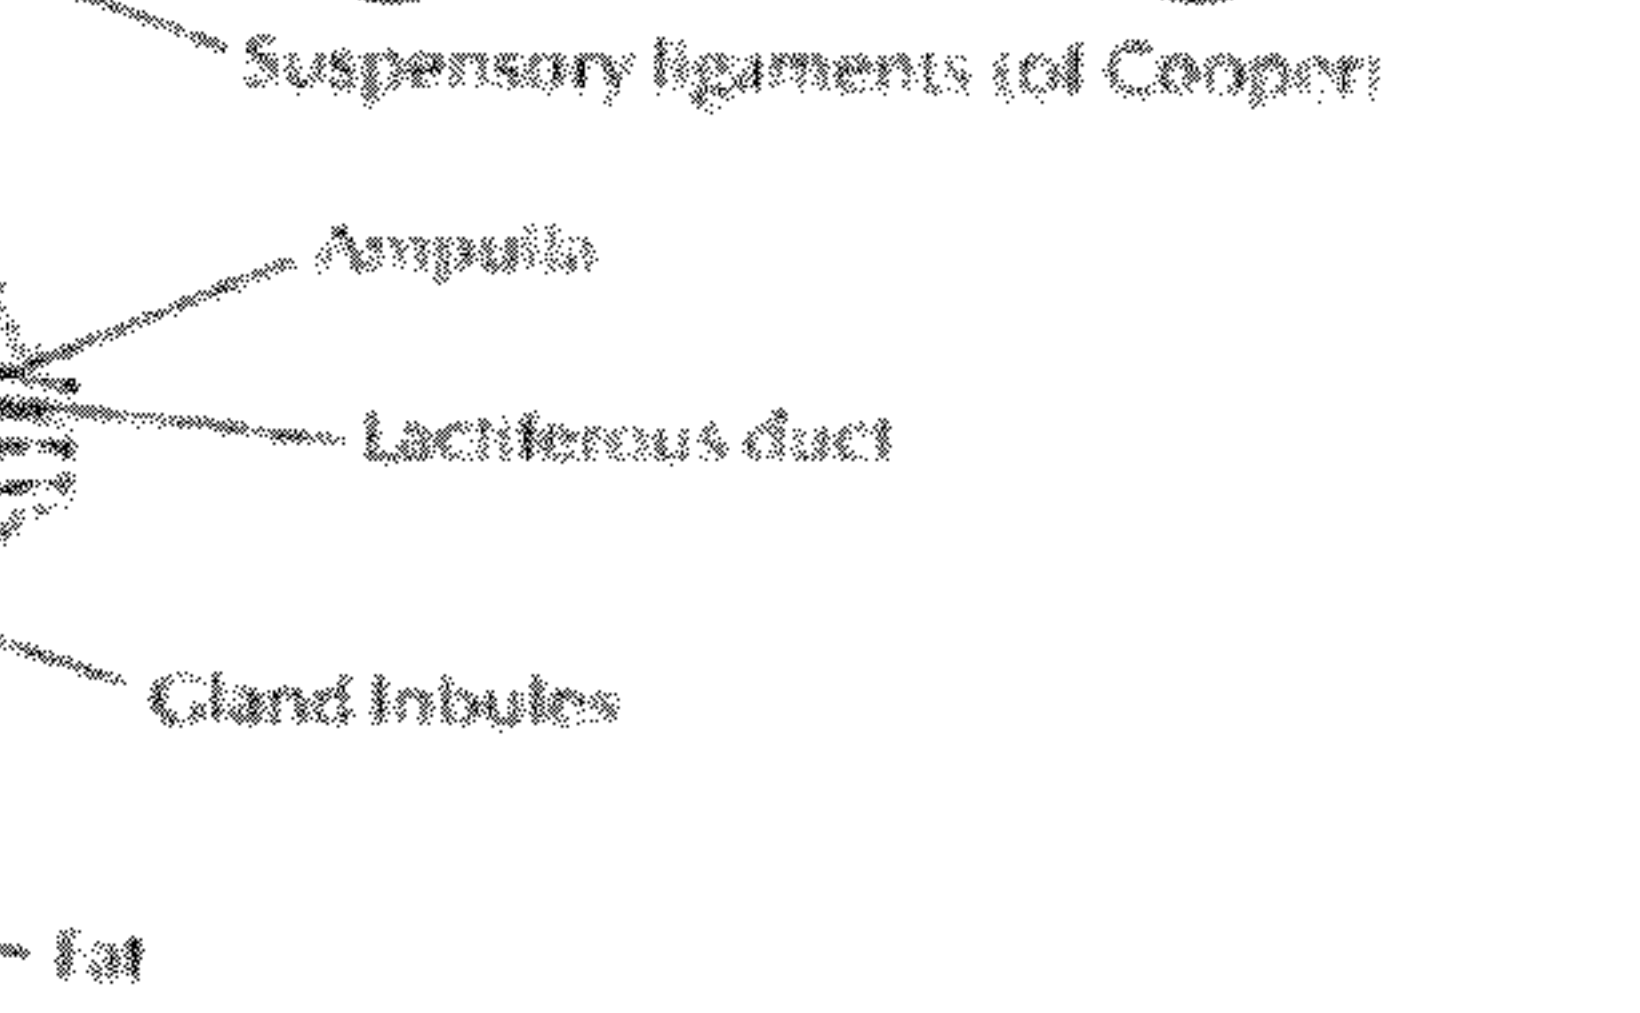 Suspensory ligaments (of Cooper)
Ampulla
Lactiferous duct
Gland lobules
Fat